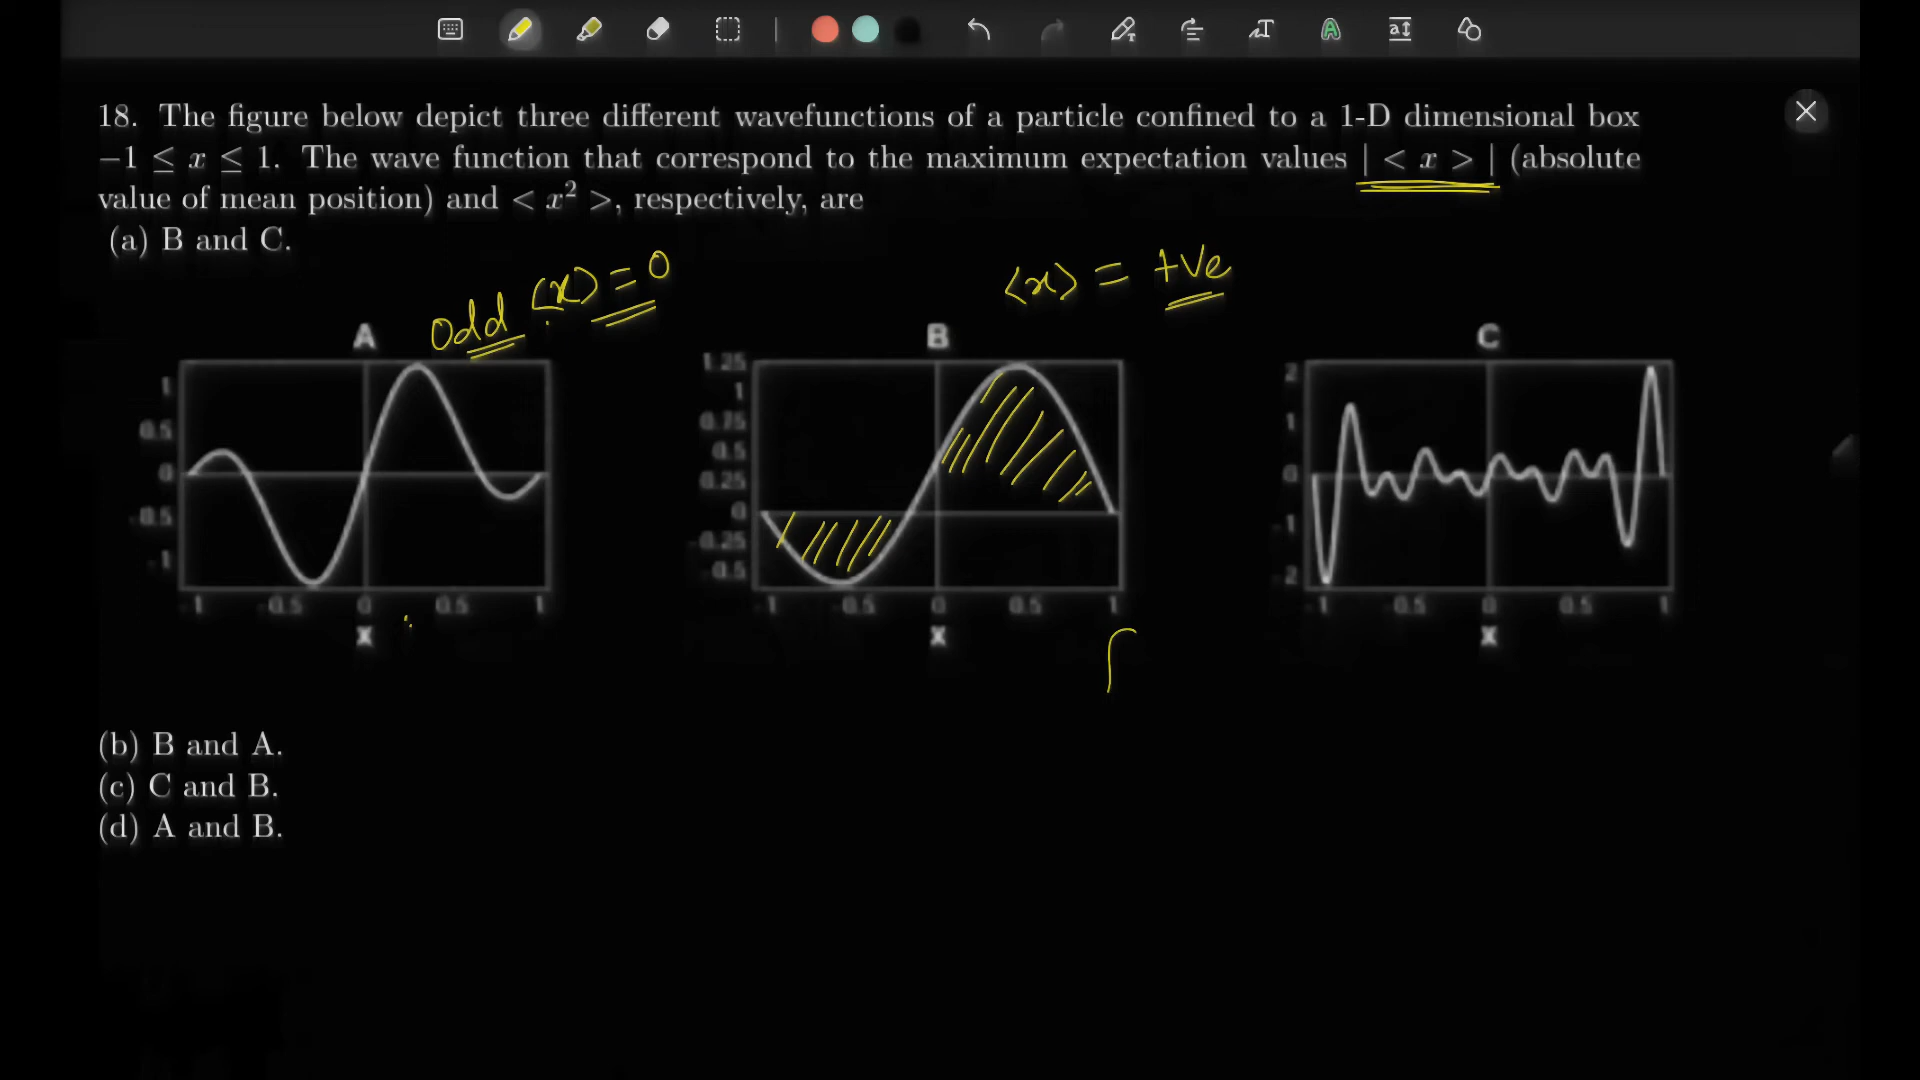 18. The figure below depict three different wavefunctions of a particle confined to a 1-D dimensional box
−1 ≤ x ≤ 1. The wave function that correspond to the maximum expectation values | < x > | (absolute
value of mean position) and < x² >, respectively, are
(a) B and C.
odd ⟨x⟩ = 0
⟨x⟩ = +ve
A
1
0.5
0
-0.5
-1
-1 -0.5 0 0.5 1
x
B
1.25
1
0.75
0.5
0.25
0
-0.25
-0.5
-1 -0.5 0 0.5 1
x
∫
C
2
1
0
-1
-2
-1 -0.5 0 0.5 1
x
(b) B and A.
(c) C and B.
(d) A and B.